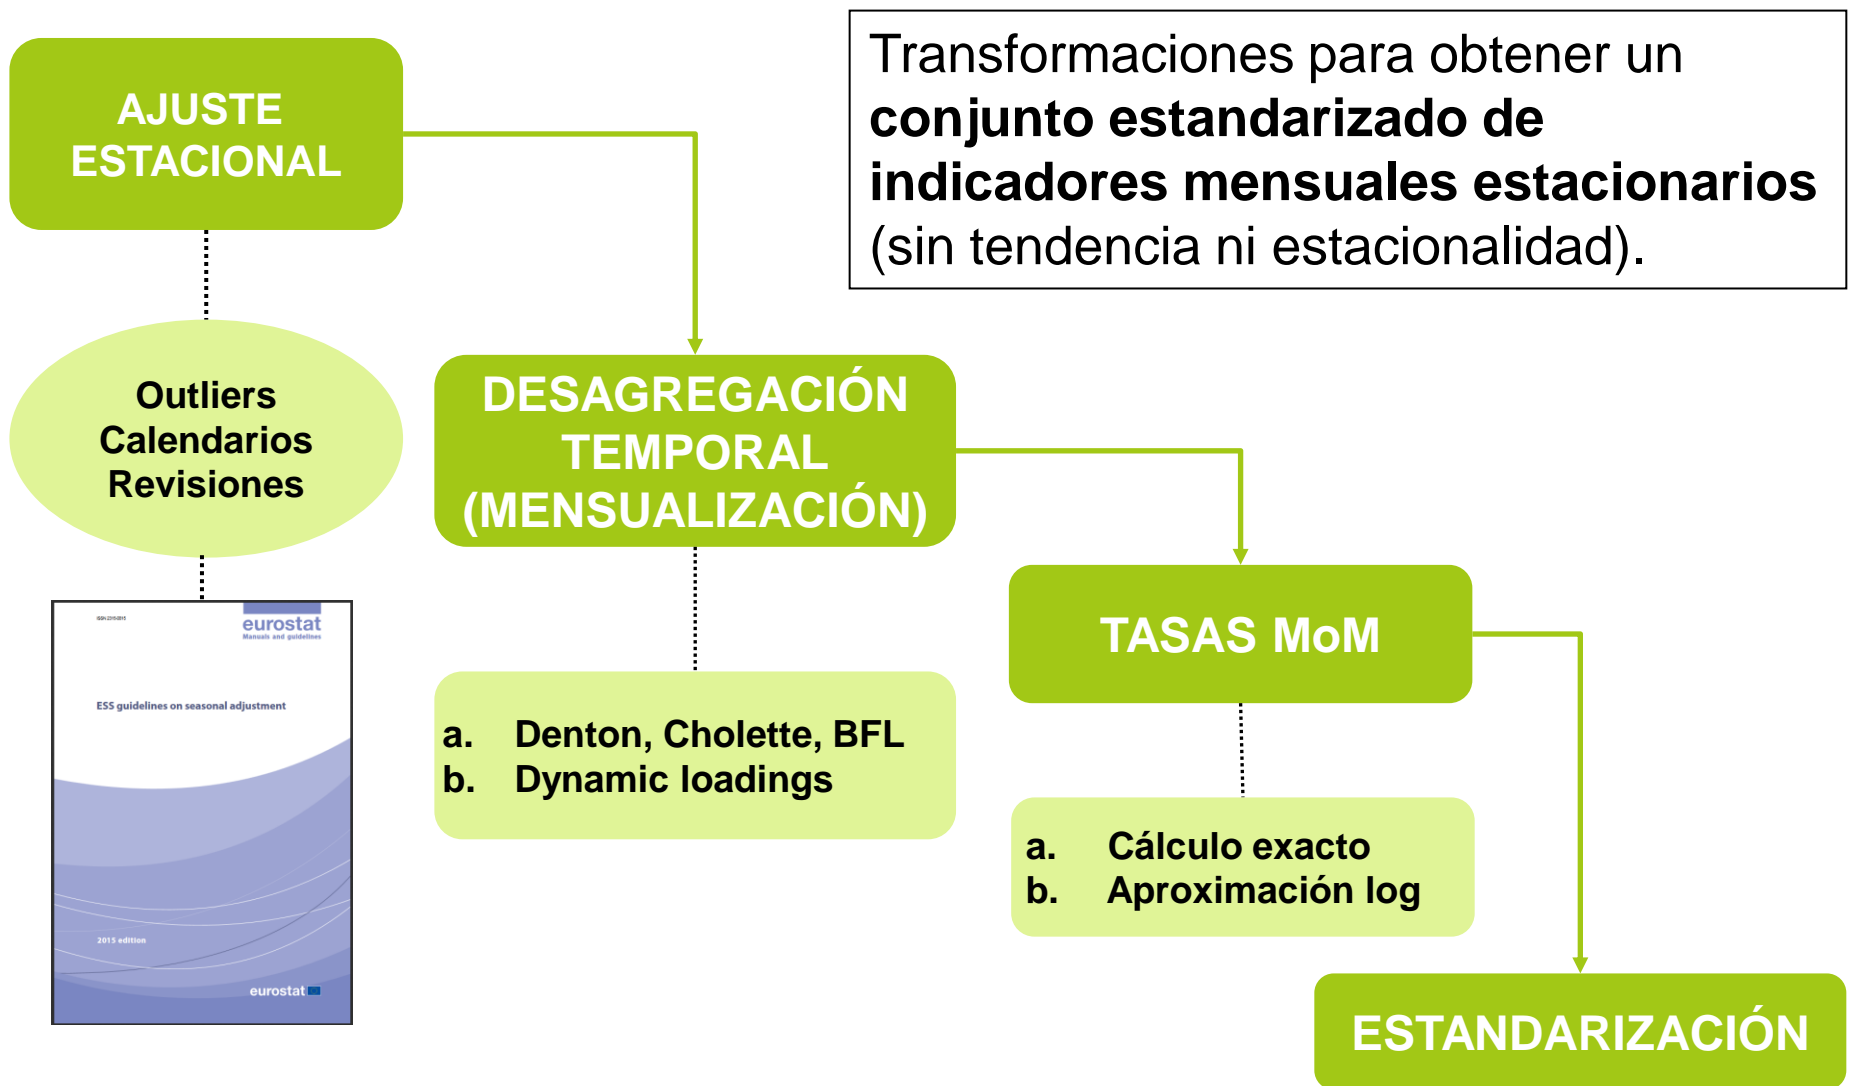 Transformaciones para obtener un
conjunto estandarizado de
indicadores mensuales estacionarios
(sin tendencia ni estacionalidad).
AJUSTE
ESTACIONAL
Outliers
Calendarios
Revisiones
eurostat
Manuals and guidelines
ESS guidelines on seasonal adjustment
2015 edition
eurostat
DESAGREGACIÓN
TEMPORAL
(MENSUALIZACIÓN)
a. Denton, Cholette, BFL
b. Dynamic loadings
TASAS MoM
a. Cálculo exacto
b. Aproximación log
ESTANDARIZACIÓN